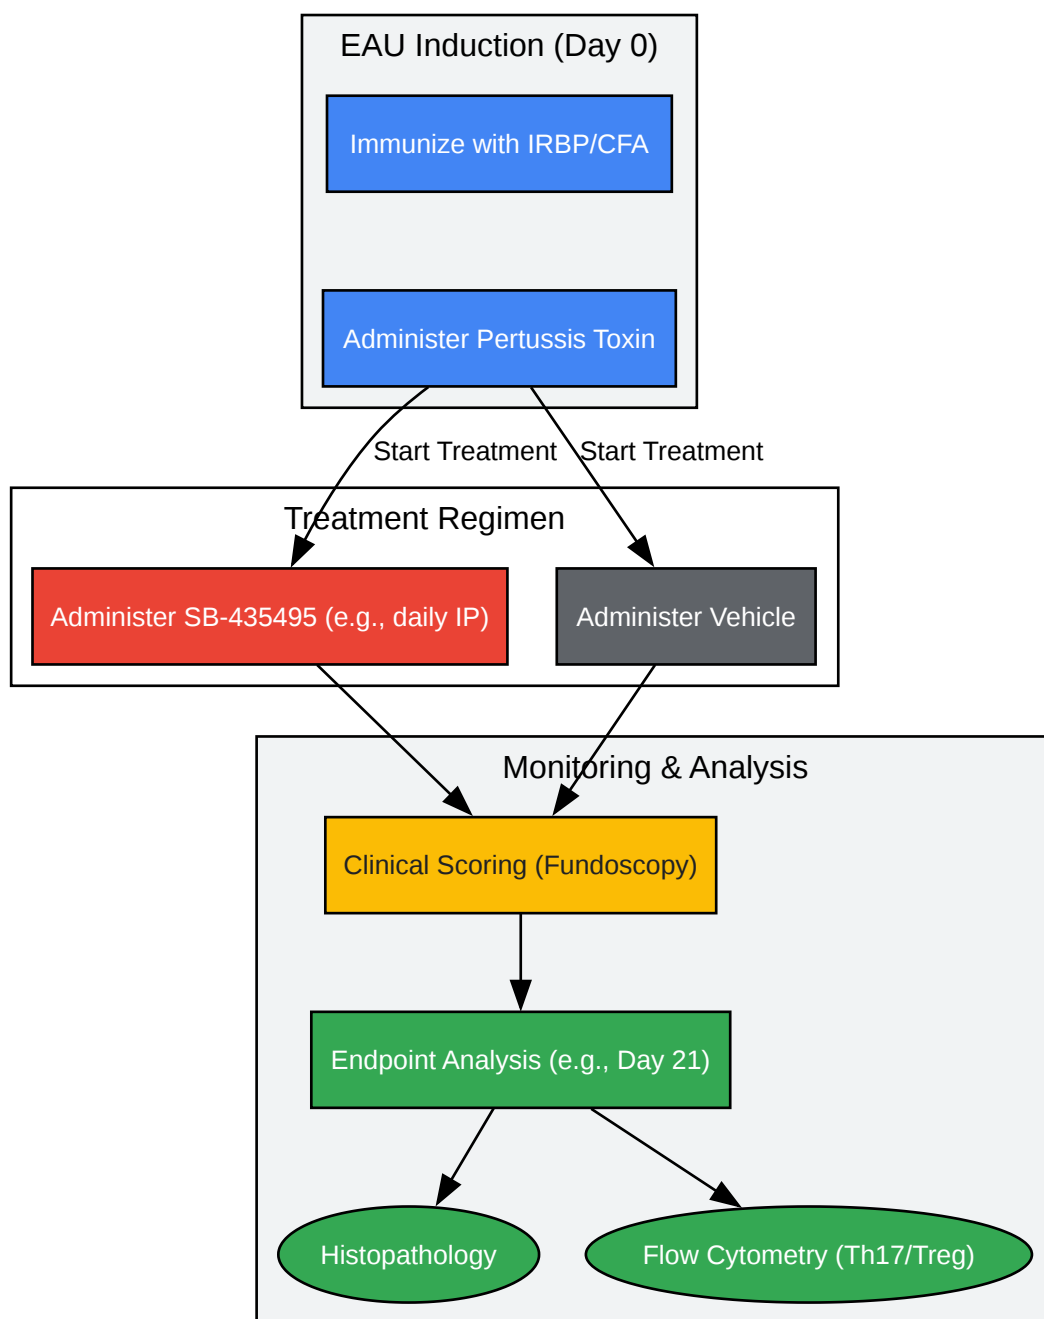 EAU Induction (Day 0)
Immunize with IRBP/CFA
Administer Pertussis Toxin
Start Treatment
Start Treatment
Treatment Regimen
Administer SB-435495 (e.g., daily IP)
Administer Vehicle
Monitoring & Analysis
Clinical Scoring (Fundoscopy)
Endpoint Analysis (e.g., Day 21)
Histopathology
Flow Cytometry (Th17/Treg)